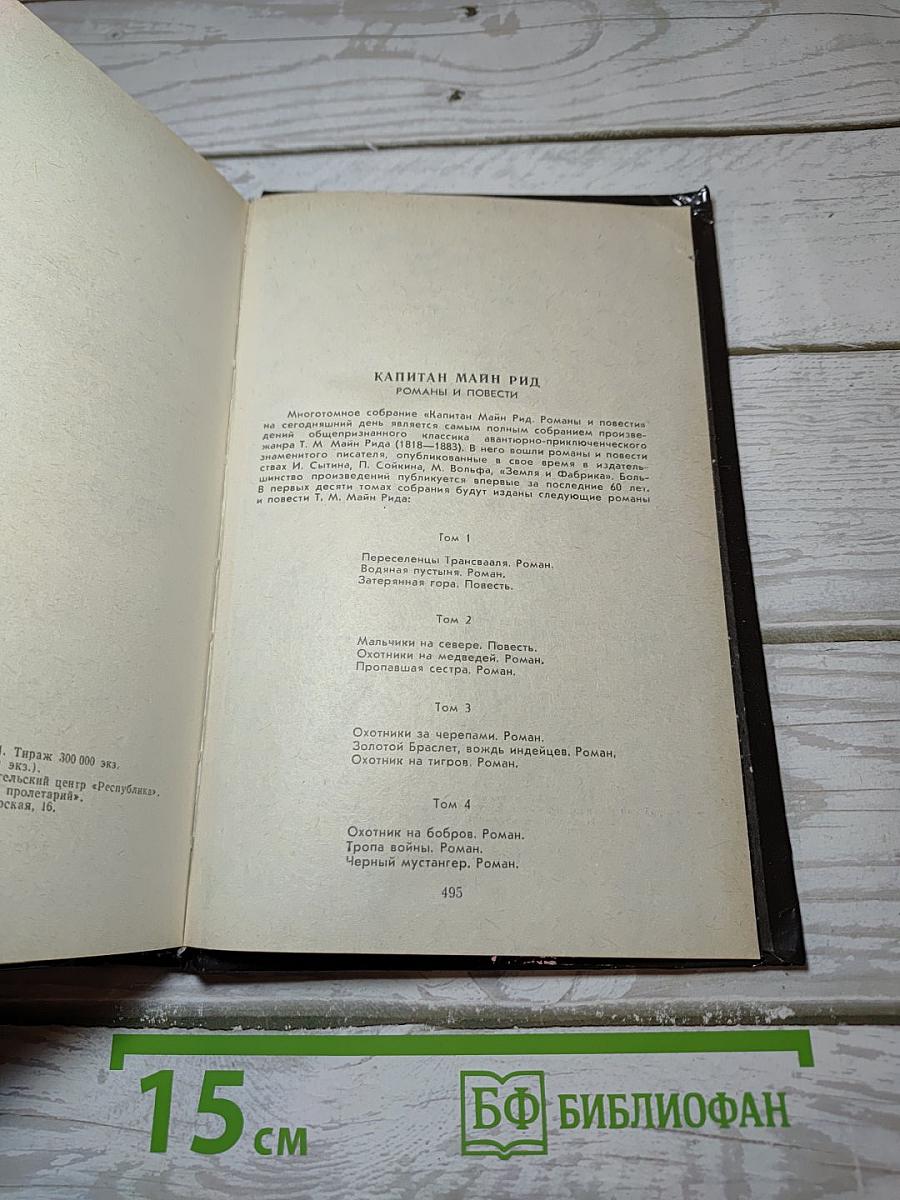 Тираж 300 000 экз.
экз.).
тельский центр «Республика».
пролетарий».
рская, 16.
КАПИТАН МАЙН РИД
РОМАНЫ И ПОВЕСТИ
Многотомное собрание «Капитан Майн Рид. Романы и повести»
на сегодняшний день является самым полным собранием произве-
дений общепризнанного классика авантюрно-приключенческого
жанра Т. М. Майн Рида (1818—1883). В него вошли романы и повести
знаменитого писателя, опубликованные в свое время в издатель-
ствах И. Сытина, П. Сойкина, М. Вольфа, «Земля и Фабрика». Боль-
шинство произведений публикуется впервые за последние 60 лет.
В первых десяти томах собрания будут изданы следующие романы
и повести Т. М. Майн Рида:
Том 1
Переселенцы Трансвааля. Роман.
Водяная пустыня. Роман.
Затерянная гора. Повесть.
Том 2
Мальчики на севере. Повесть.
Охотники на медведей. Роман.
Пропавшая сестра. Роман.
Том 3
Охотники за черепами. Роман.
Золотой Браслет, вождь индейцев. Роман.
Охотник на тигров. Роман.
Том 4
Охотник на бобров. Роман.
Тропа войны. Роман.
Черный мустангер. Роман.
495
15 см
БФ БИБЛИОФАН